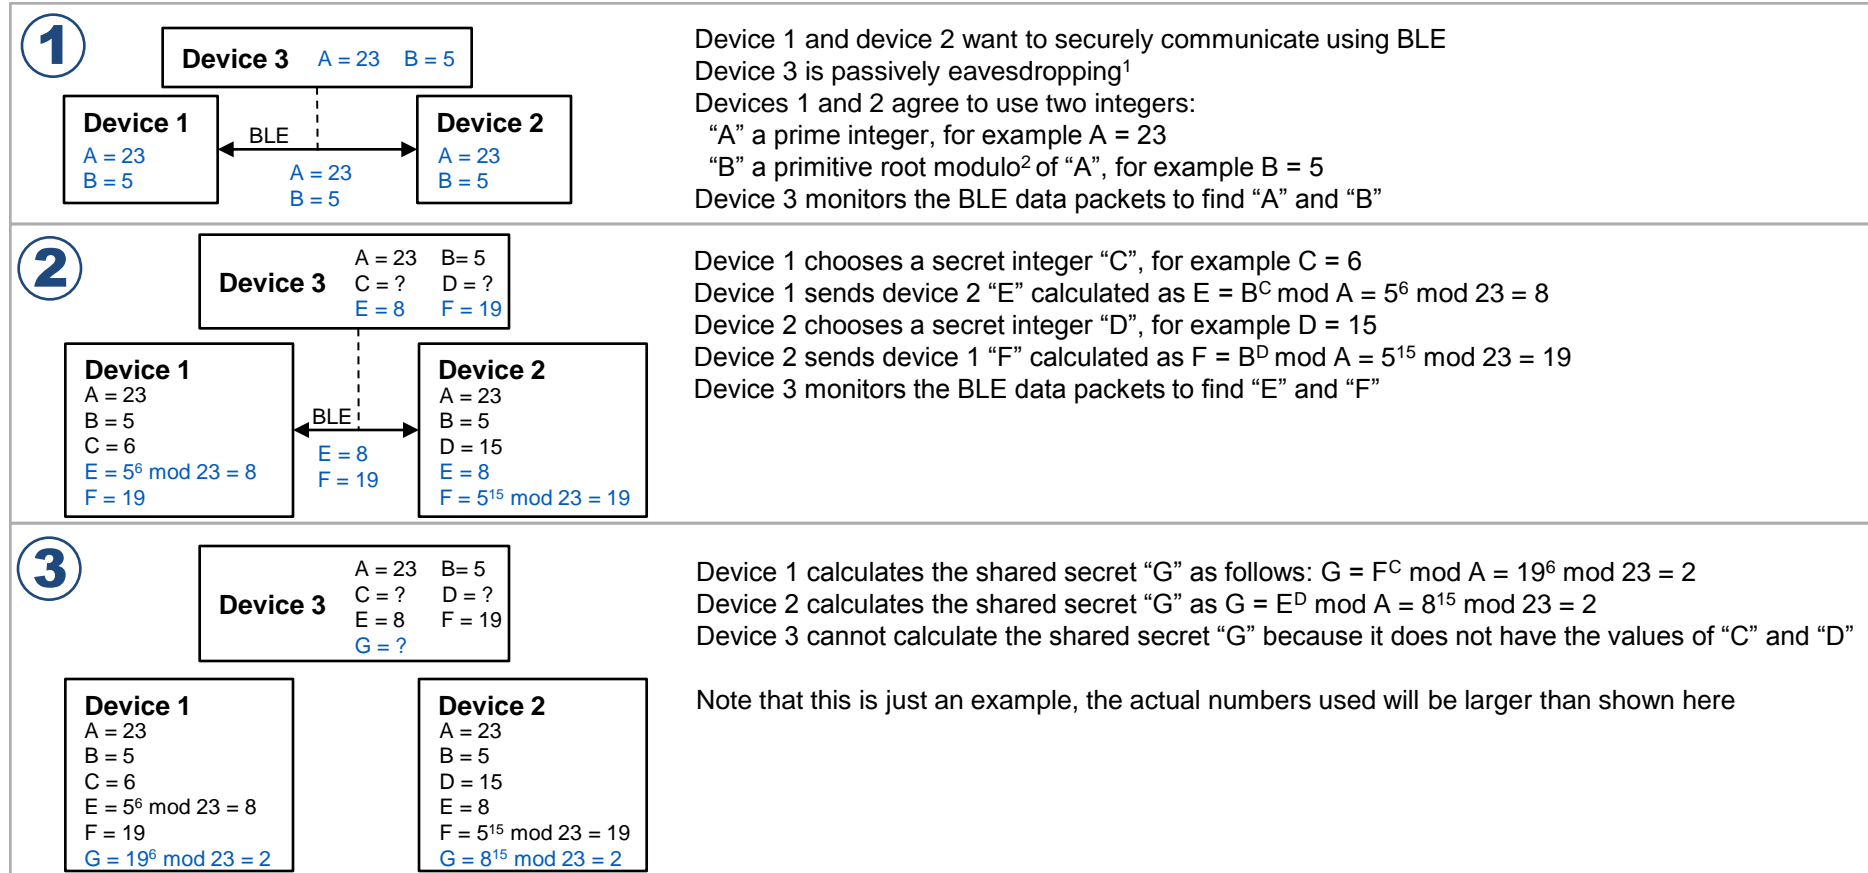 1
Device 3 A = 23 B = 5
Device 1
A = 23
B = 5
BLE
A = 23
B = 5
Device 2
A = 23
B = 5
Device 1 and device 2 want to securely communicate using BLE
Device 3 is passively eavesdropping¹
Devices 1 and 2 agree to use two integers:
“A” a prime integer, for example A = 23
“B” a primitive root modulo² of “A”, for example B = 5
Device 3 monitors the BLE data packets to find “A” and “B”
2
Device 3
A = 23 B= 5
C = ? D = ?
E = 8 F = 19
Device 1
A = 23
B = 5
C = 6
E = 5⁶ mod 23 = 8
F = 19
BLE
E = 8
F = 19
Device 2
A = 23
B = 5
D = 15
E = 8
F = 5¹⁵ mod 23 = 19
Device 1 chooses a secret integer “C”, for example C = 6
Device 1 sends device 2 “E” calculated as E = Bᶜ mod A = 5⁶ mod 23 = 8
Device 2 chooses a secret integer “D”, for example D = 15
Device 2 sends device 1 “F” calculated as F = Bᴰ mod A = 5¹⁵ mod 23 = 19
Device 3 monitors the BLE data packets to find “E” and “F”
3
Device 3
A = 23 B= 5
C = ? D = ?
E = 8 F = 19
G = ?
Device 1
A = 23
B = 5
C = 6
E = 5⁶ mod 23 = 8
F = 19
G = 19⁶ mod 23 = 2
Device 2
A = 23
B = 5
D = 15
E = 8
F = 5¹⁵ mod 23 = 19
G = 8¹⁵ mod 23 = 2
Device 1 calculates the shared secret “G” as follows: G = Fᶜ mod A = 19⁶ mod 23 = 2
Device 2 calculates the shared secret “G” as G = Eᴰ mod A = 8¹⁵ mod 23 = 2
Device 3 cannot calculate the shared secret “G” because it does not have the values of “C” and “D”
Note that this is just an example, the actual numbers used will be larger than shown here